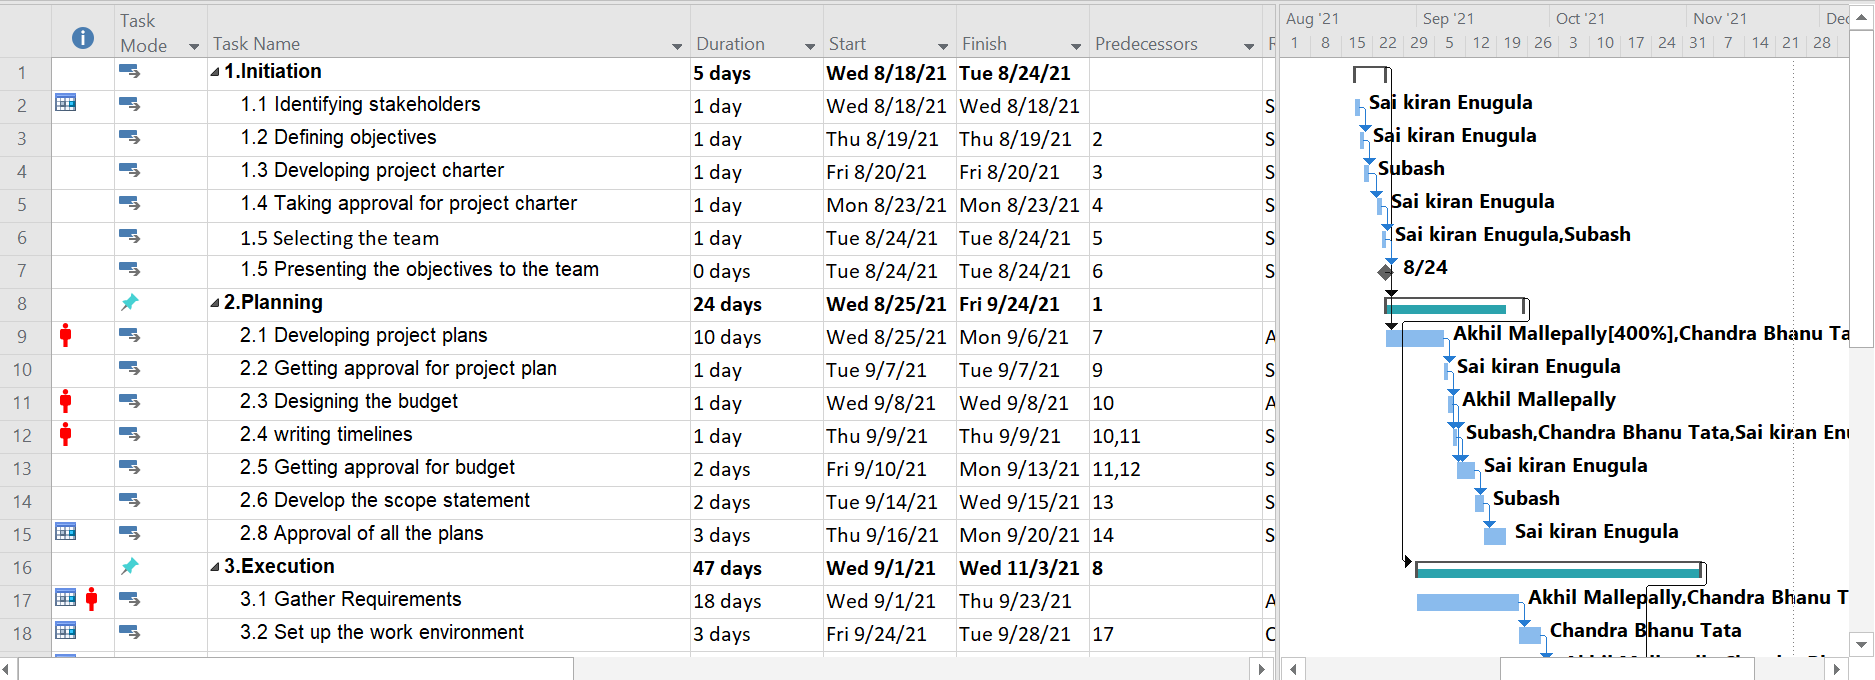 Task Mode Task Name Duration Start Finish Predecessors R
Aug '21 Sep '21 Oct '21 Nov '21 Dec
1 8 15 22 29 5 12 19 26 3 10 17 24 31 7 14 21 28
1 1.Initiation 5 days Wed 8/18/21 Tue 8/24/21
2 1.1 Identifying stakeholders 1 day Wed 8/18/21 Wed 8/18/21 S Sai kiran Enugula
3 1.2 Defining objectives 1 day Thu 8/19/21 Thu 8/19/21 2 S Sai kiran Enugula
4 1.3 Developing project charter 1 day Fri 8/20/21 Fri 8/20/21 3 S Subash
5 1.4 Taking approval for project charter 1 day Mon 8/23/21 Mon 8/23/21 4 S Sai kiran Enugula
6 1.5 Selecting the team 1 day Tue 8/24/21 Tue 8/24/21 5 S Sai kiran Enugula,Subash
7 1.5 Presenting the objectives to the team 0 days Tue 8/24/21 Tue 8/24/21 6 S 8/24
8 2.Planning 24 days Wed 8/25/21 Fri 9/24/21 1
9 2.1 Developing project plans 10 days Wed 8/25/21 Mon 9/6/21 7 A Akhil Mallepally[400%],Chandra Bhanu Ta
10 2.2 Getting approval for project plan 1 day Tue 9/7/21 Tue 9/7/21 9 S Sai kiran Enugula
11 2.3 Designing the budget 1 day Wed 9/8/21 Wed 9/8/21 10 A Akhil Mallepally
12 2.4 writing timelines 1 day Thu 9/9/21 Thu 9/9/21 10,11 S Subash,Chandra Bhanu Tata,Sai kiran Enu
13 2.5 Getting approval for budget 2 days Fri 9/10/21 Mon 9/13/21 11,12 S Sai kiran Enugula
14 2.6 Develop the scope statement 2 days Tue 9/14/21 Wed 9/15/21 13 S Subash
15 2.8 Approval of all the plans 3 days Thu 9/16/21 Mon 9/20/21 14 S Sai kiran Enugula
16 3.Execution 47 days Wed 9/1/21 Wed 11/3/21 8
17 3.1 Gather Requirements 18 days Wed 9/1/21 Thu 9/23/21 A Akhil Mallepally,Chandra Bhanu T
18 3.2 Set up the work environment 3 days Fri 9/24/21 Tue 9/28/21 17 C Chandra Bhanu Tata